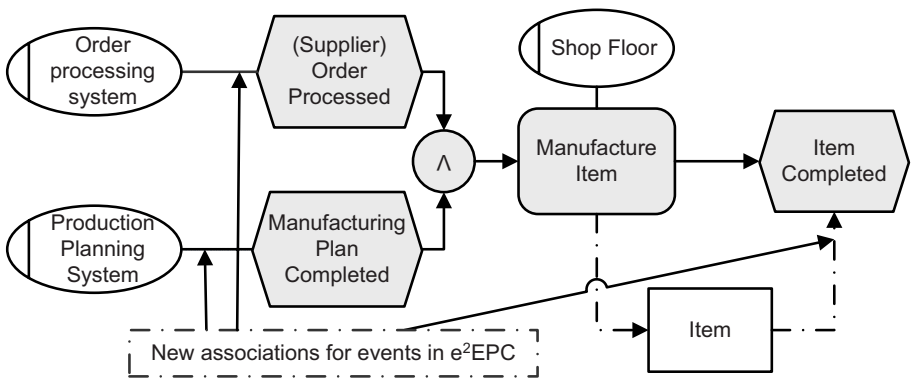 Order
processing
system
(Supplier)
Order
Processed
Shop Floor
Λ
Manufacture
Item
Item
Completed
Production
Planning
System
Manufacturing
Plan
Completed
Item
New associations for events in e²EPC